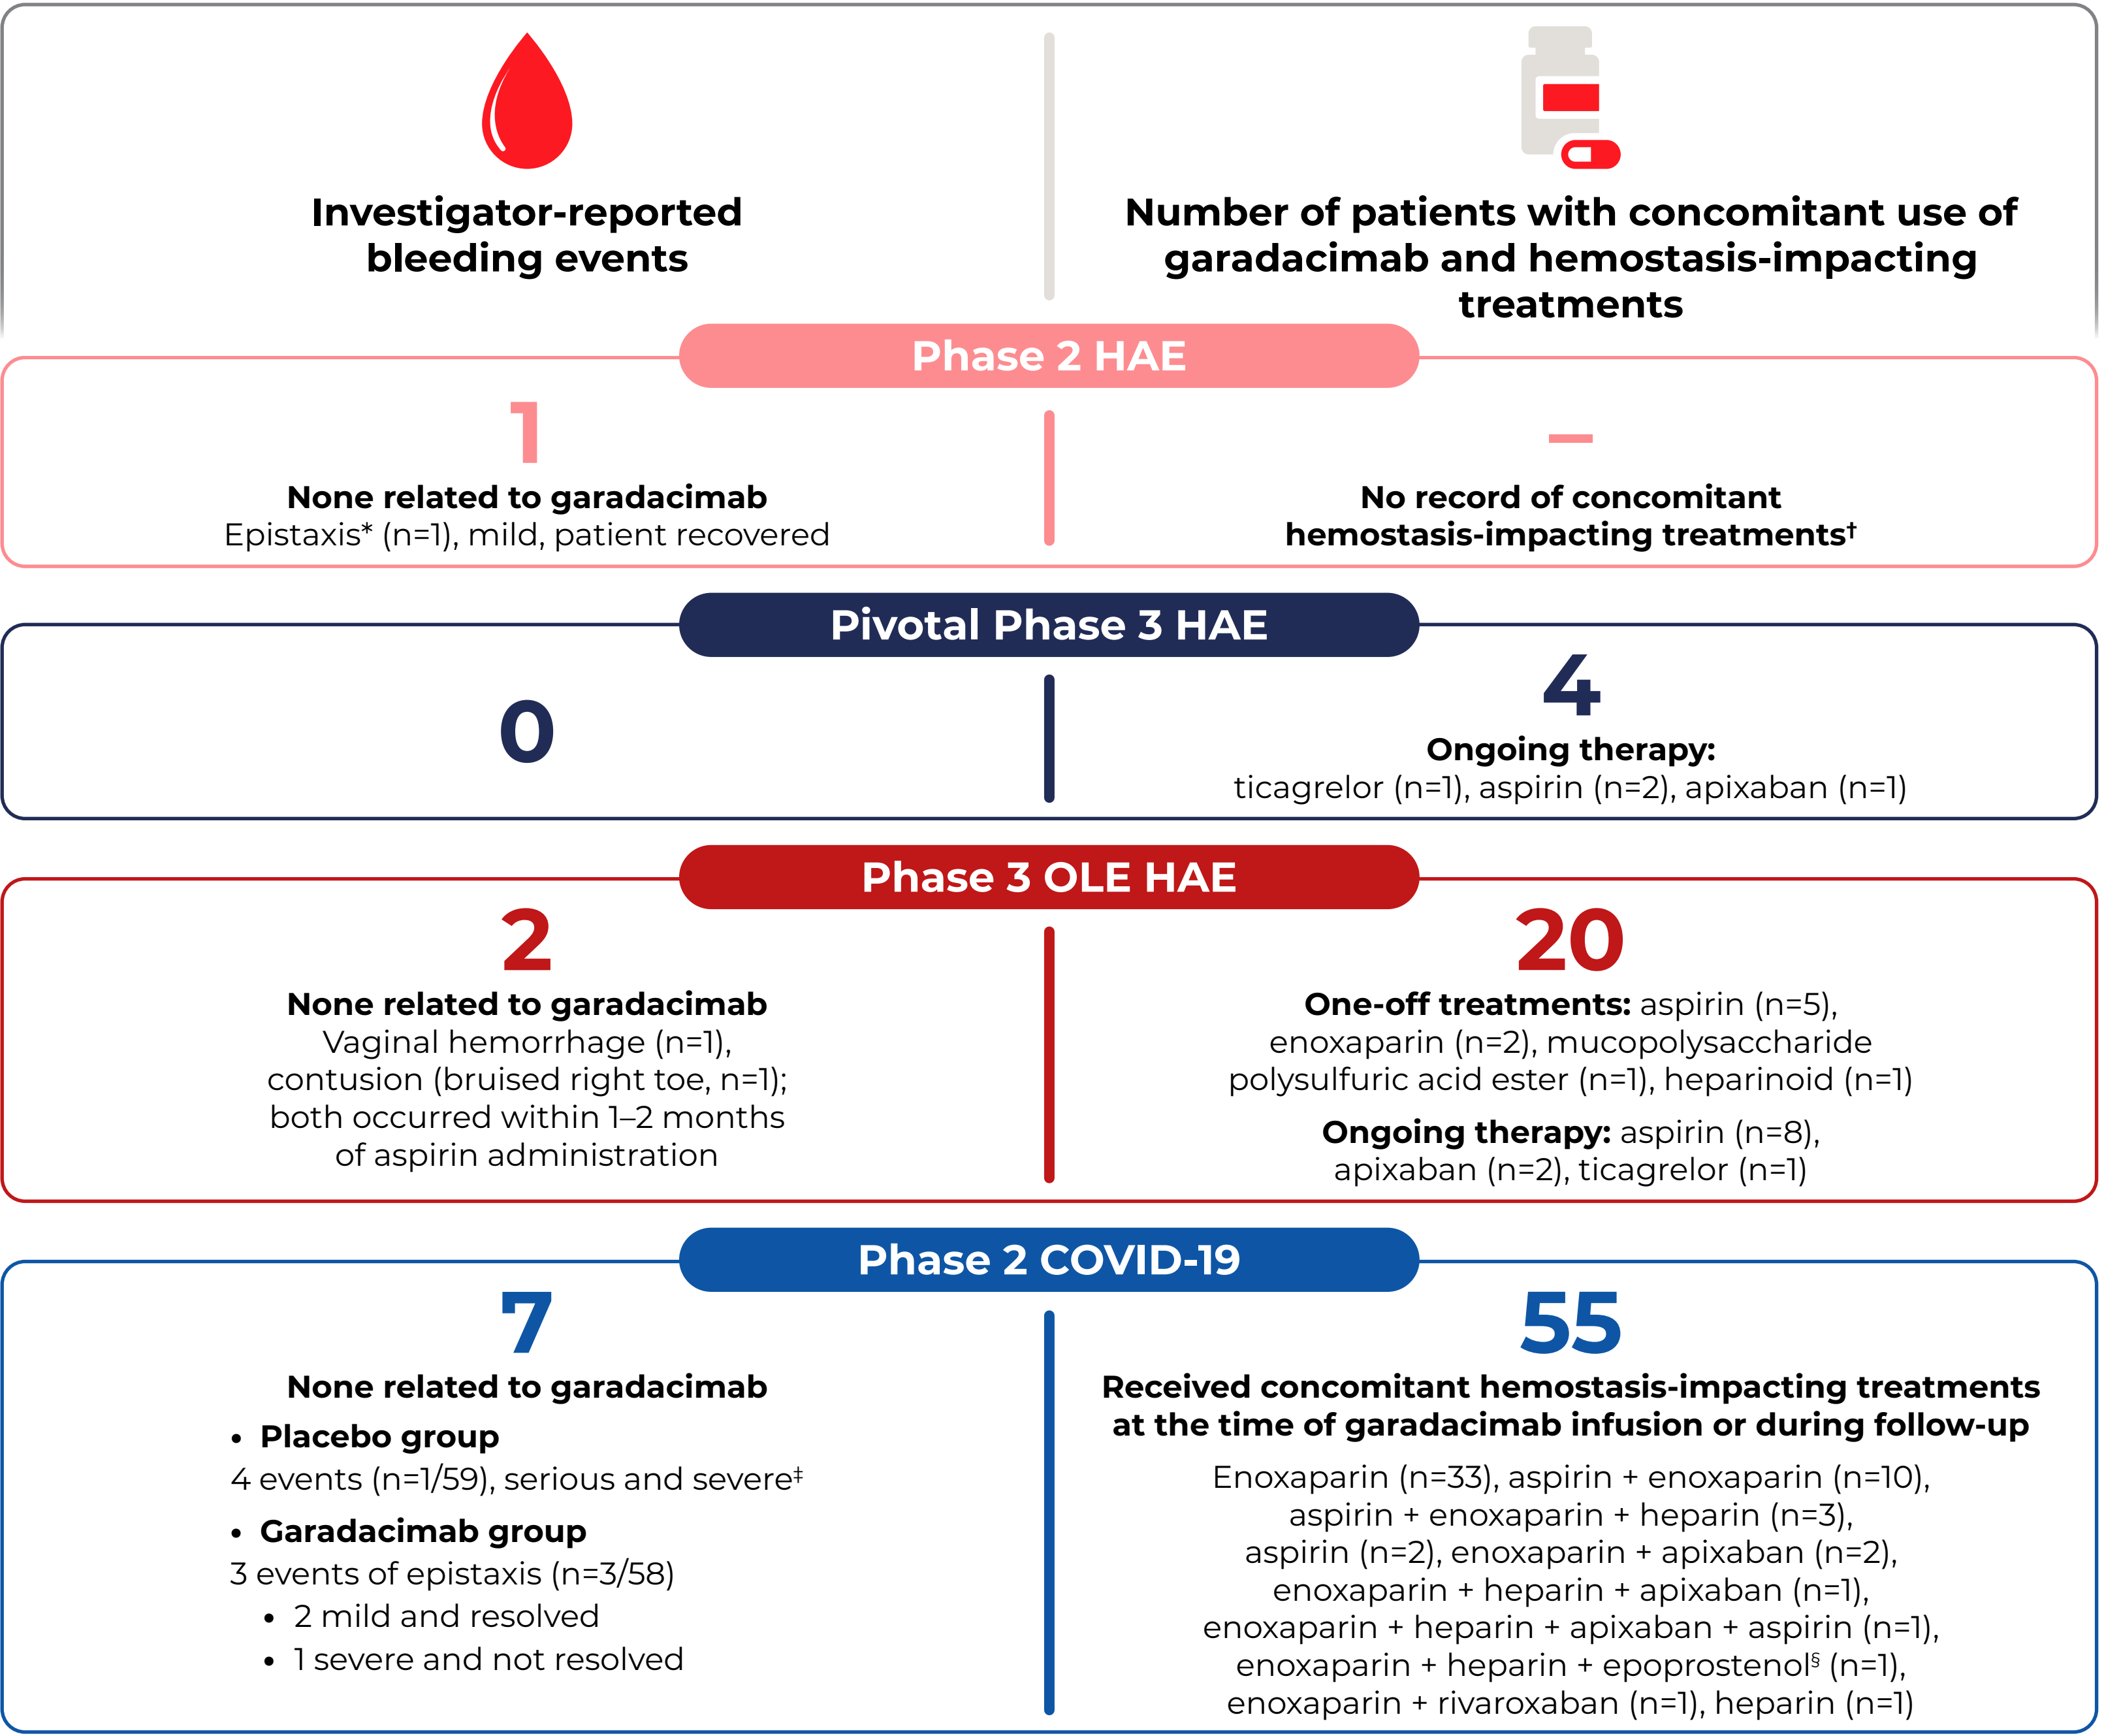 Investigator-reported
bleeding events
Number of patients with concomitant use of
garadacimab and hemostasis-impacting
treatments
Phase 2 HAE
1
None related to garadacimab
Epistaxis* (n=1), mild, patient recovered
–
No record of concomitant
hemostasis-impacting treatments†
Pivotal Phase 3 HAE
0
4
Ongoing therapy:
ticagrelor (n=1), aspirin (n=2), apixaban (n=1)
Phase 3 OLE HAE
2
None related to garadacimab
Vaginal hemorrhage (n=1),
contusion (bruised right toe, n=1);
both occurred within 1–2 months
of aspirin administration
20
One-off treatments: aspirin (n=5),
enoxaparin (n=2), mucopolysaccharide
polysulfuric acid ester (n=1), heparinoid (n=1)
Ongoing therapy: aspirin (n=8),
apixaban (n=2), ticagrelor (n=1)
Phase 2 COVID-19
7
None related to garadacimab
• Placebo group
4 events (n=1/59), serious and severe‡
• Garadacimab group
3 events of epistaxis (n=3/58)
• 2 mild and resolved
• 1 severe and not resolved
55
Received concomitant hemostasis-impacting treatments
at the time of garadacimab infusion or during follow-up
Enoxaparin (n=33), aspirin + enoxaparin (n=10),
aspirin + enoxaparin + heparin (n=3),
aspirin (n=2), enoxaparin + apixaban (n=2),
enoxaparin + heparin + apixaban (n=1),
enoxaparin + heparin + apixaban + aspirin (n=1),
enoxaparin + heparin + epoprostenol§ (n=1),
enoxaparin + rivaroxaban (n=1), heparin (n=1)